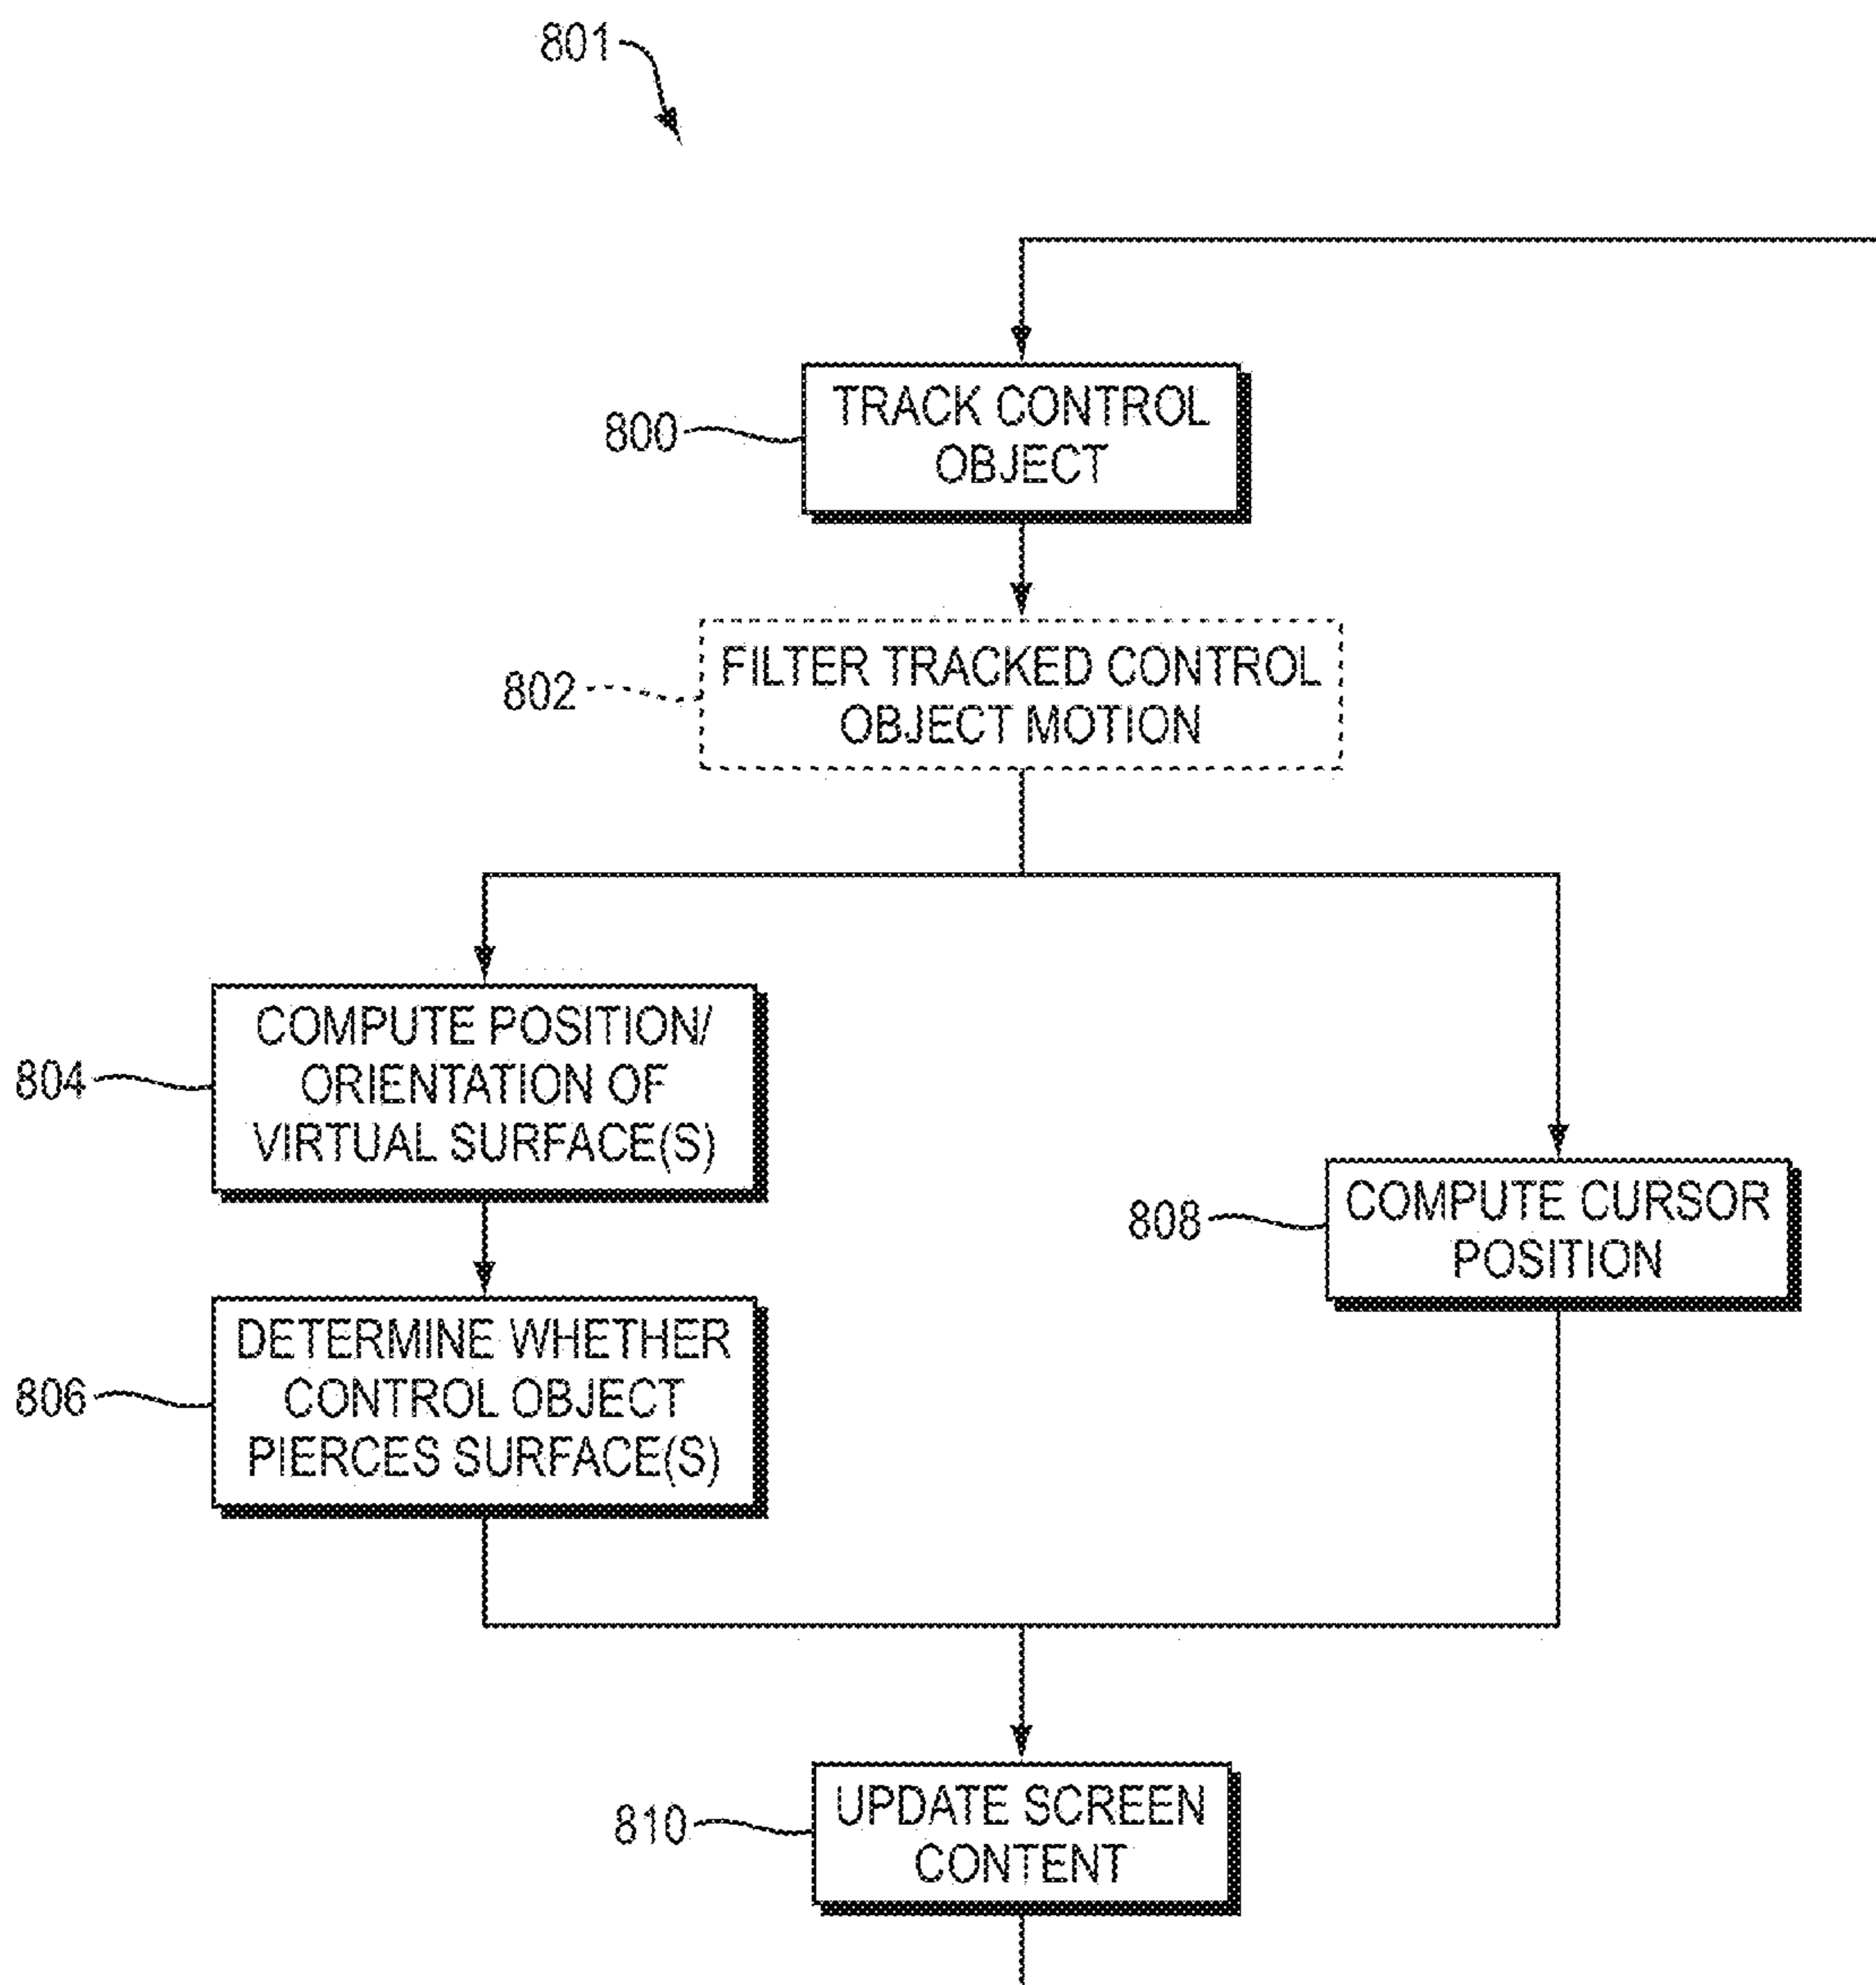 801
800
TRACK CONTROL
OBJECT
802
FILTER TRACKED CONTROL
OBJECT MOTION
804
COMPUTE POSITION/
ORIENTATION OF
VIRTUAL SURFACE(S)
808
COMPUTE CURSOR
POSITION
806
DETERMINE WHETHER
CONTROL OBJECT
PIERCES SURFACE(S)
810
UPDATE SCREEN
CONTENT